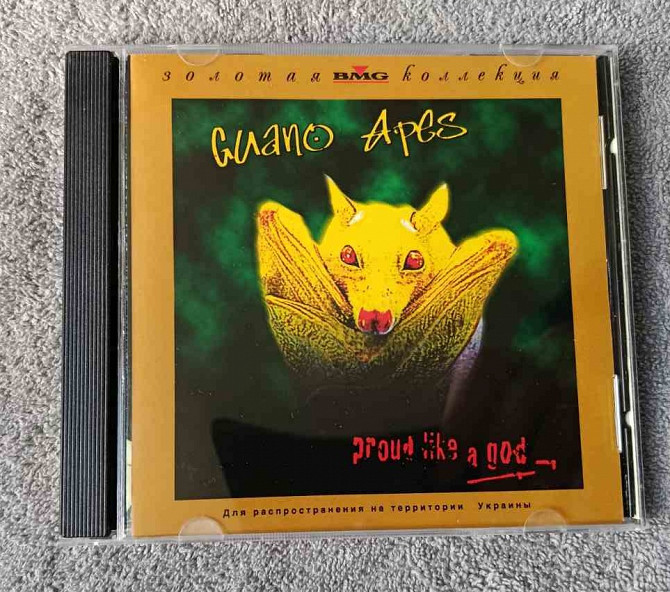 золотая BMG коллекция
Guano Apes
proud like a god
Для распространения на территории Украины